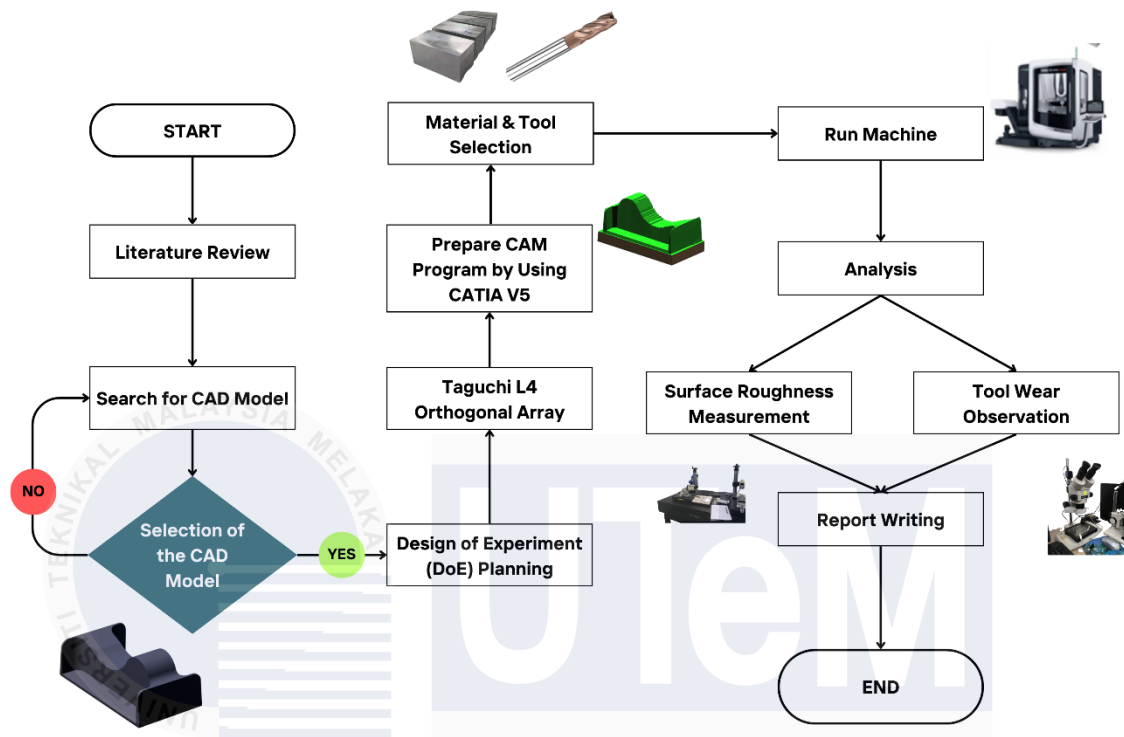 START
Literature Review
Search for CAD Model
NO
Selection of
the CAD
Model
YES
Design of Experiment
(DoE) Planning
Taguchi L4
Orthogonal Array
Prepare CAM
Program by Using
CATIA V5
Material & Tool
Selection
Run Machine
Analysis
Surface Roughness
Measurement
Tool Wear
Observation
Report Writing
END
UNIVERSITI TEKNIKAL MALAYSIA MELAKA
UTeM